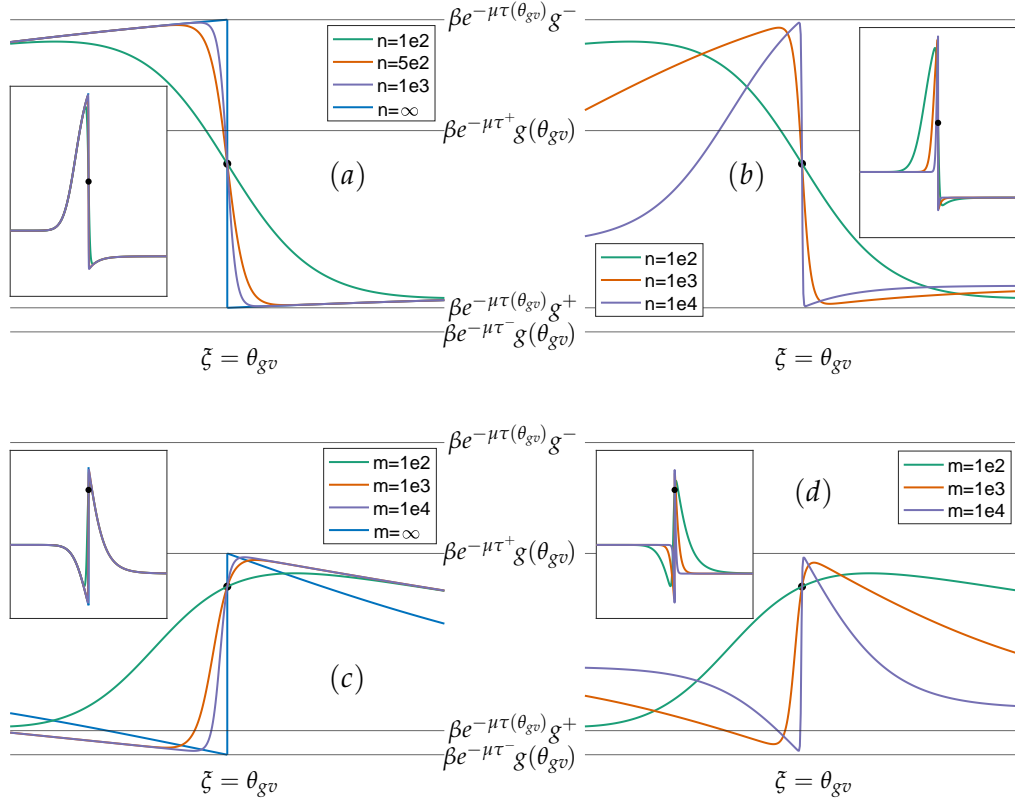 βe^{-μτ(θ_{gv})}g^-
n=1e2
n=5e2
n=1e3
n=∞
βe^{-μτ^+}g(θ_{gv})
(a)
(b)
n=1e2
n=1e3
n=1e4
βe^{-μτ(θ_{gv})}g^+
βe^{-μτ^-}g(θ_{gv})
ξ = θ_{gv}
ξ = θ_{gv}
βe^{-μτ(θ_{gv})}g^-
m=1e2
m=1e3
m=1e4
m=∞
(d)
m=1e2
m=1e3
m=1e4
βe^{-μτ^+}g(θ_{gv})
(c)
βe^{-μτ(θ_{gv})}g^+
βe^{-μτ^-}g(θ_{gv})
ξ = θ_{gv}
ξ = θ_{gv}